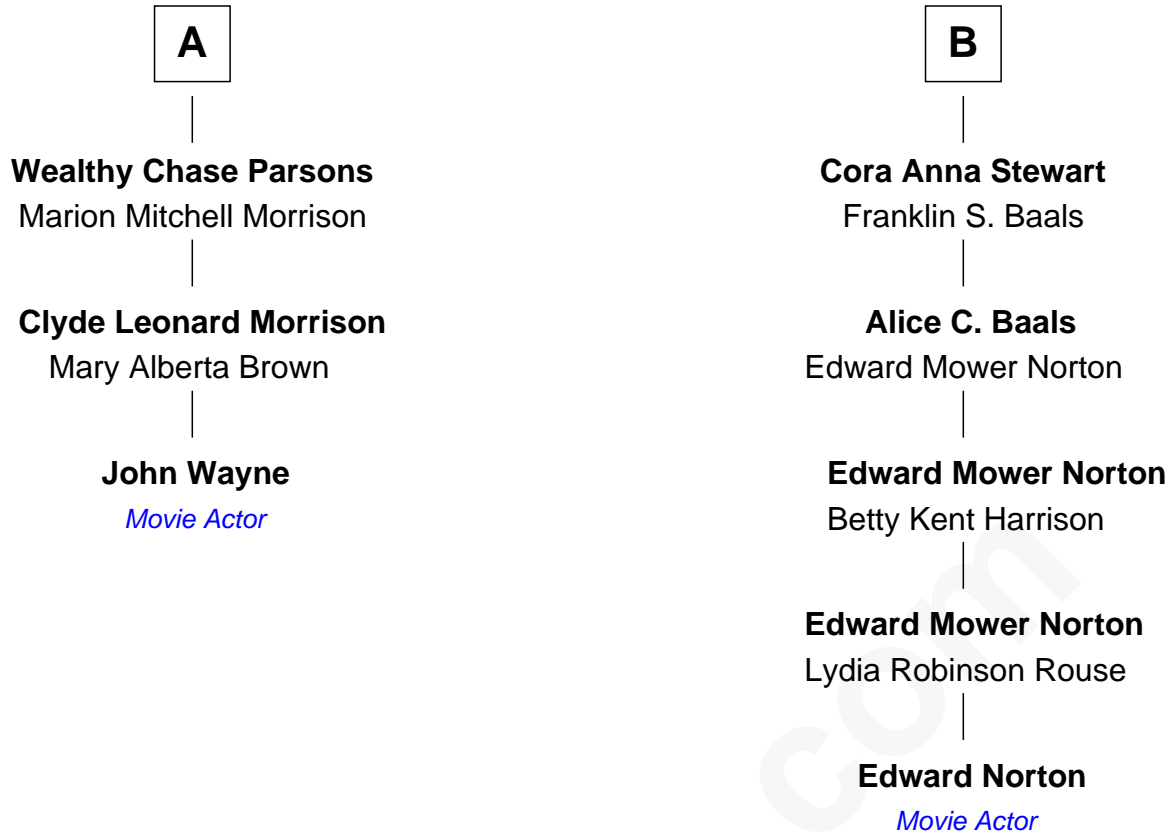 A
Wealthy Chase Parsons
Marion Mitchell Morrison
Clyde Leonard Morrison
Mary Alberta Brown
John Wayne
Movie Actor
B
Cora Anna Stewart
Franklin S. Baals
Alice C. Baals
Edward Mower Norton
Edward Mower Norton
Betty Kent Harrison
Edward Mower Norton
Lydia Robinson Rouse
Edward Norton
Movie Actor
com